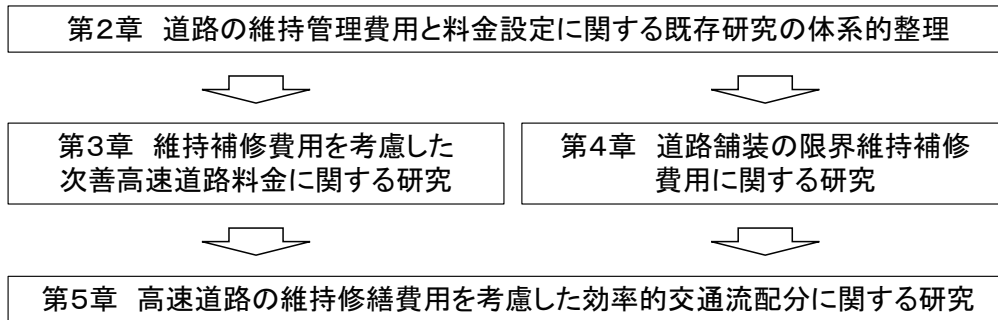 第２章　道路の維持管理費用と料金設定に関する既存研究の体系的整理
第３章　維持補修費用を考慮した
次善高速道路料金に関する研究
第４章　道路舗装の限界維持補修
費用に関する研究
第５章　高速道路の維持修繕費用を考慮した効率的交通流配分に関する研究